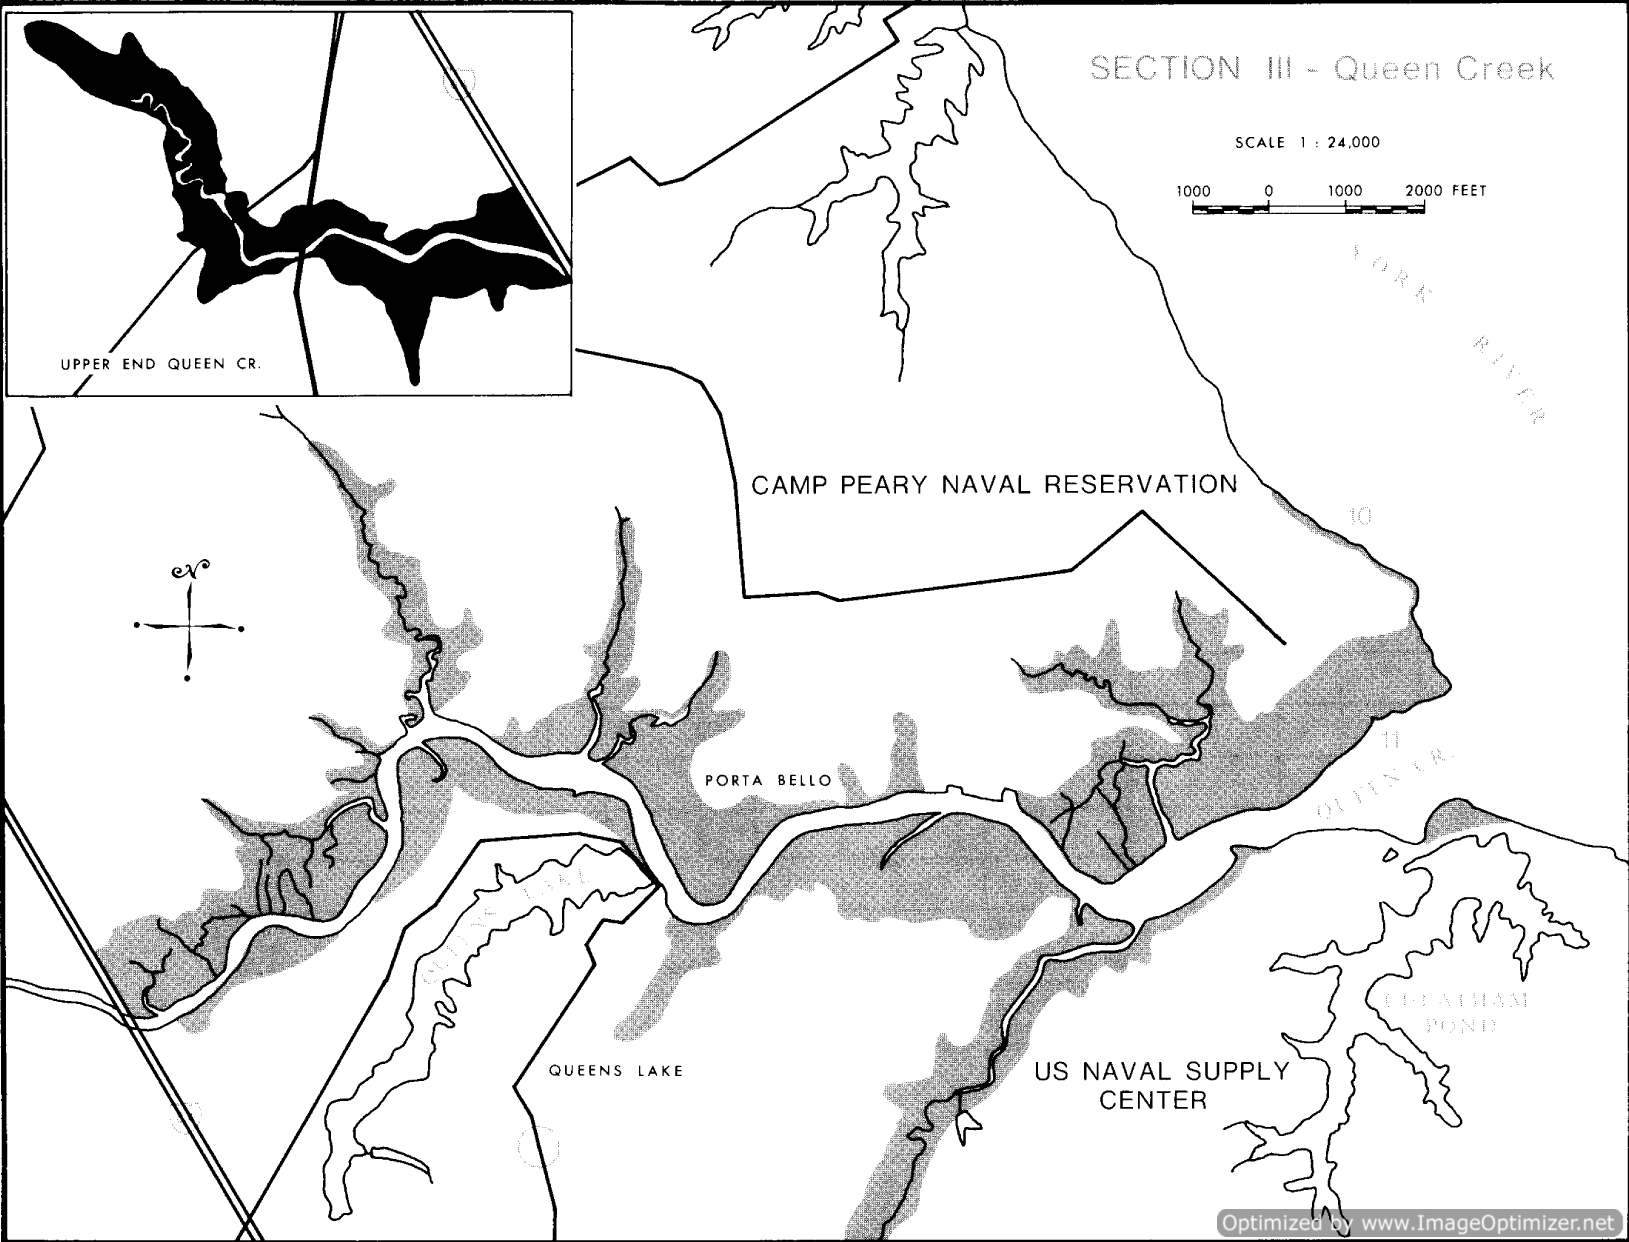 SECTION III - Queen Creek
SCALE 1 : 24,000
1000 0 1000 2000 FEET
YORK RIVER
UPPER END QUEEN CR.
CAMP PEARY NAVAL RESERVATION
10
N
11
QUEEN CR.
PORTA BELLO
QUEENS LAKE
CHEATHAM
POND
QUEENS LAKE
US NAVAL SUPPLY
CENTER
Optimized by www.ImageOptimizer.net